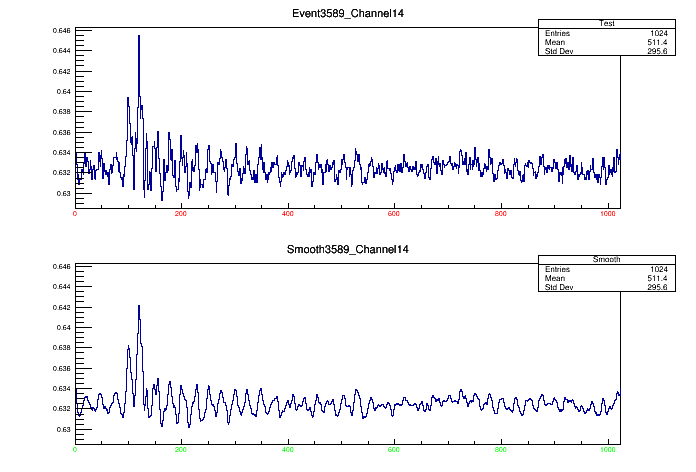 Event3589_Channel14
Test
Entries 1024
Mean 511.4
Std Dev 295.6
0.646
0.644
0.642
0.64
0.638
0.636
0.634
0.632
0.63
0 200 400 600 800 1000
Smooth3589_Channel14
Smooth
Entries 1024
Mean 511.4
Std Dev 295.6
0.646
0.644
0.642
0.64
0.638
0.636
0.634
0.632
0.63
0 200 400 600 800 1000